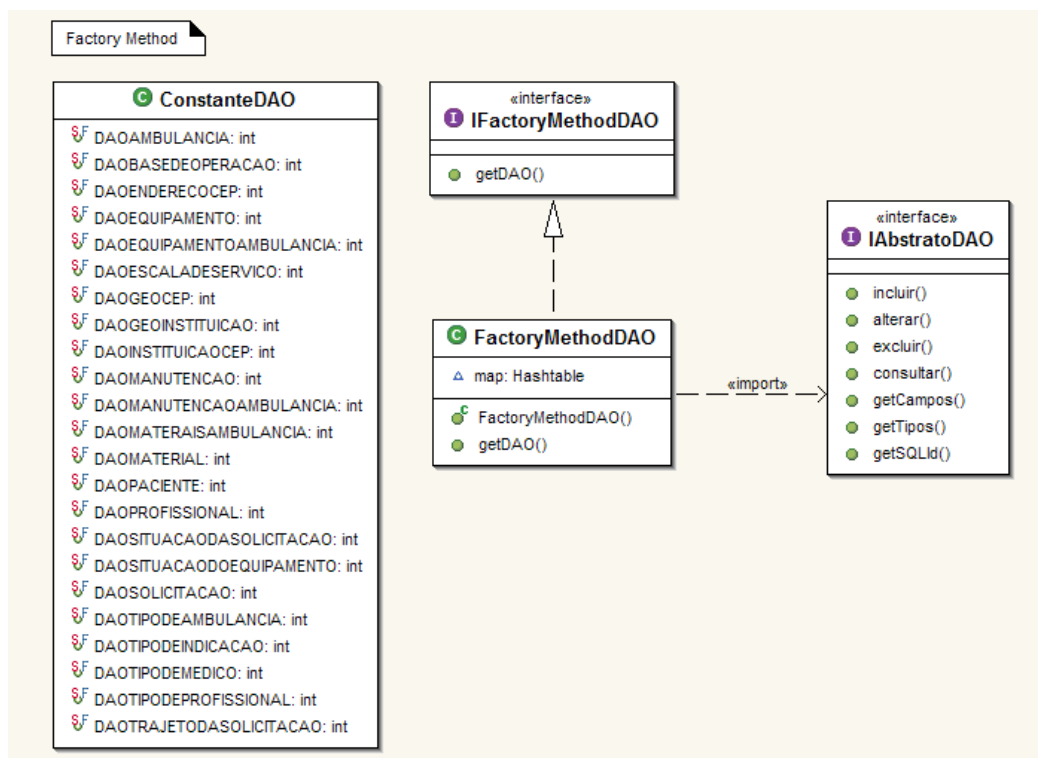 Factory Method
ConstanteDAO
DAOAMBULANCIA: int
DAOBASEDEOPERACAO: int
DAOENDERECOCEP: int
DAOEQUIPAMENTO: int
DAOEQUIPAMENTOAMBULANCIA: int
DAOESCALADESERVICO: int
DAOGEOCEP: int
DAOGEOINSTITUICAO: int
DAOINSTITUICAOCEP: int
DAOMANUTENCAO: int
DAOMANUTENCAOAMBULANCIA: int
DAOMATERAISAMBULANCIA: int
DAOMATERIAL: int
DAOPACIENTE: int
DAOPROFISSIONAL: int
DAOSITUACAODASOLICITACAO: int
DAOSITUACAODOEQUIPAMENTO: int
DAOSOLICITACAO: int
DAOTIPODEAMBULANCIA: int
DAOTIPODEINDICACAO: int
DAOTIPODEMEDICO: int
DAOTIPODEPROFISSIONAL: int
DAOTRAJETODASOLICITACAO: int
«interface»
IFactoryMethodDAO
getDAO()
FactoryMethodDAO
map: Hashtable
FactoryMethodDAO()
getDAO()
«import»
«interface»
IAbstratoDAO
incluir()
alterar()
excluir()
consultar()
getCampos()
getTipos()
getSQLId()